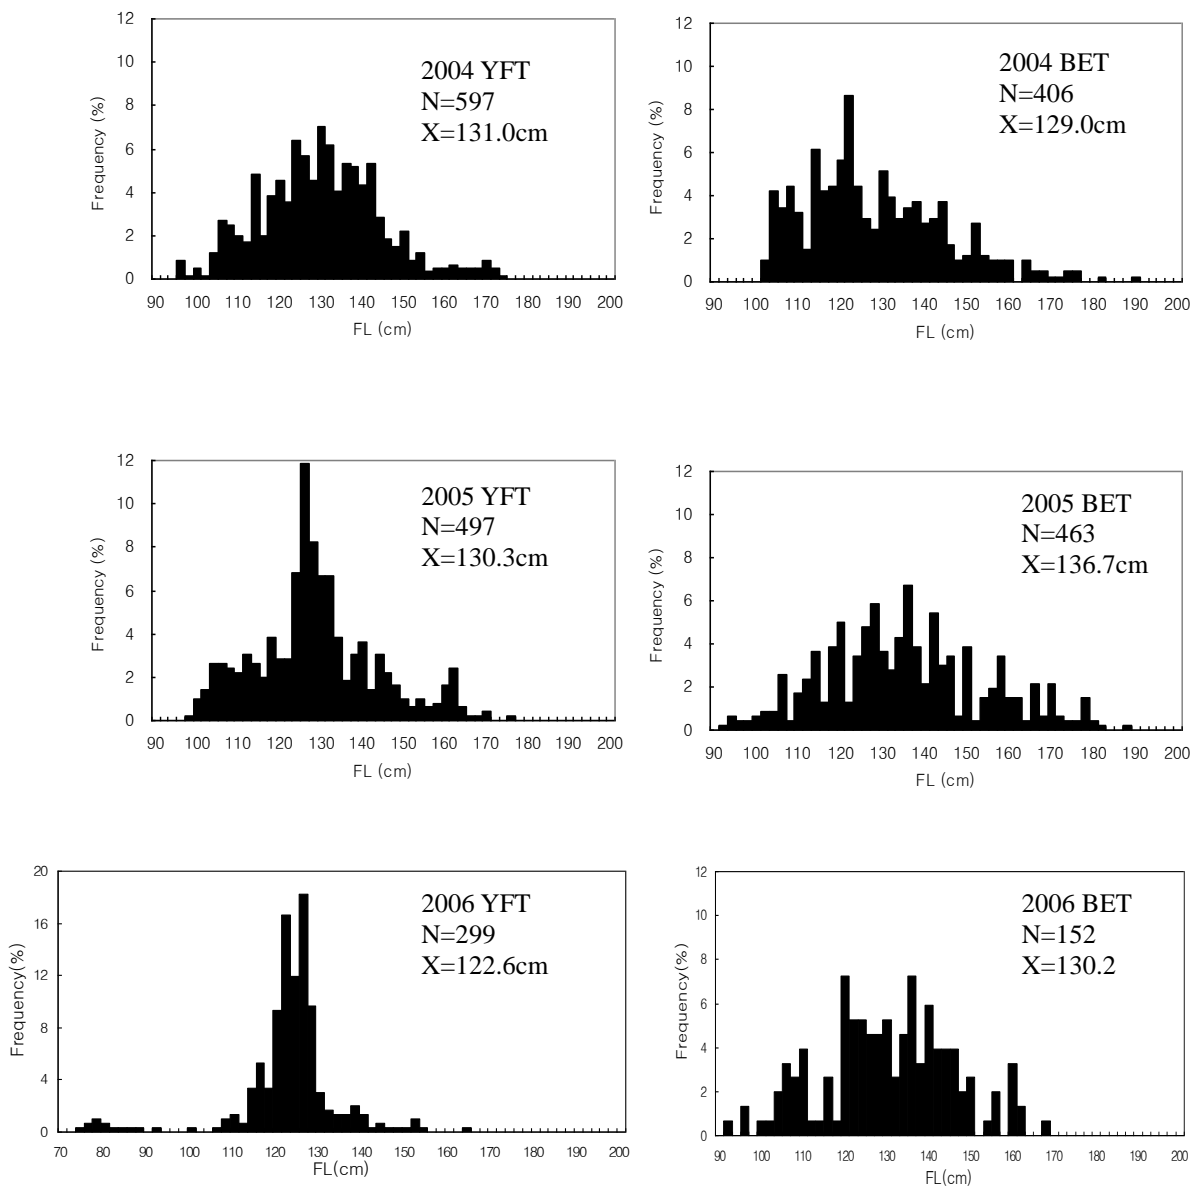 12
10
8
6
4
2
0
Frequency (%)
2004 YFT
N=597
X=131.0cm
90 100 110 120 130 140 150 160 170 180 190 200
FL (cm)
12
10
8
6
4
2
0
Frequency (%)
2004 BET
N=406
X=129.0cm
90 100 110 120 130 140 150 160 170 180 190 200
FL (cm)
12
10
8
6
4
2
0
Frequency (%)
2005 YFT
N=497
X=130.3cm
90 100 110 120 130 140 150 160 170 180 190 200
FL (cm)
12
10
8
6
4
2
0
Frequency (%)
2005 BET
N=463
X=136.7cm
90 100 110 120 130 140 150 160 170 180 190 200
FL (cm)
20
16
12
8
4
0
Frequency(%)
2006 YFT
N=299
X=122.6cm
70 80 90 100 110 120 130 140 150 160 170 180 190 200
FL(cm)
12
10
8
6
4
2
0
Frequency(%)
2006 BET
N=152
X=130.2
90 100 110 120 130 140 150 160 170 180 190 200
FL(cm)